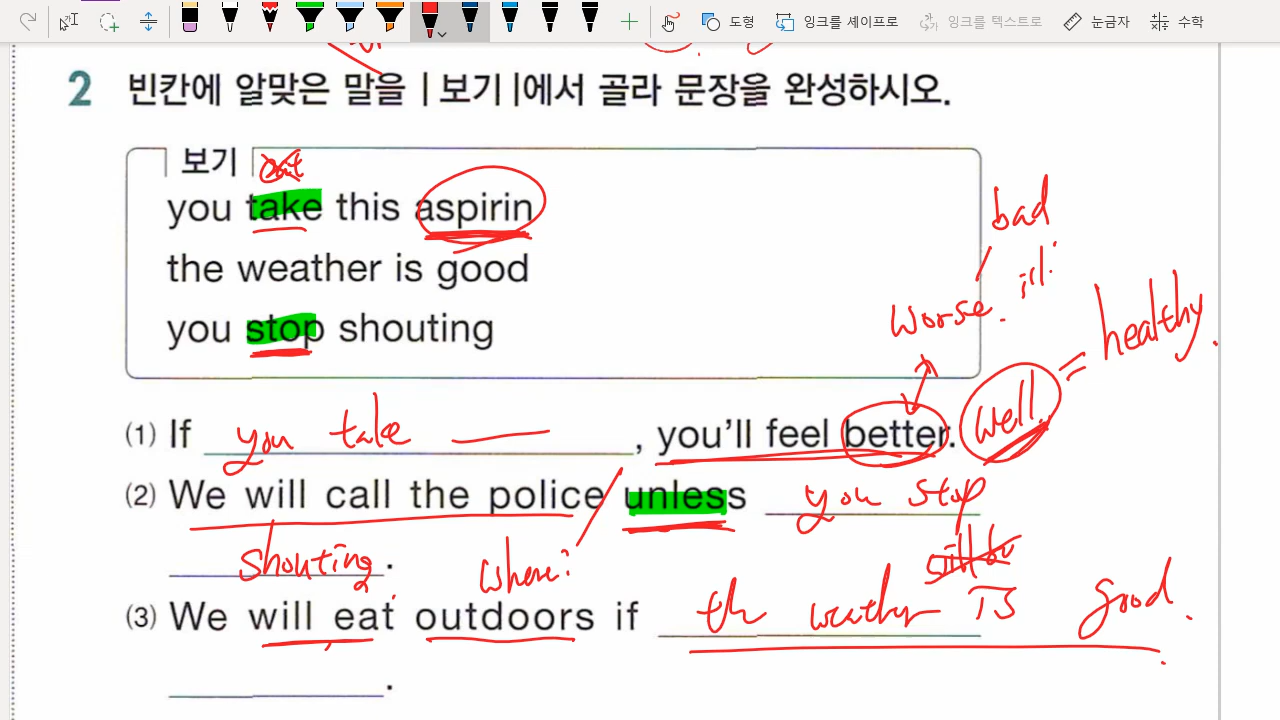 도형 잉크를 셰이프로 잉크를 텍스트로 눈금자 수학
2 빈칸에 알맞은 말을 |보기|에서 골라 문장을 완성하시오.
보기
you take this aspirin
bad
the weather is good
ill
worse.
healthy.
you stop shouting
(1) If you take , you'll feel better. well =
(2) We will call the police unless you stop
shouting.
(3) We will eat outdoors if the weather IS good.
.